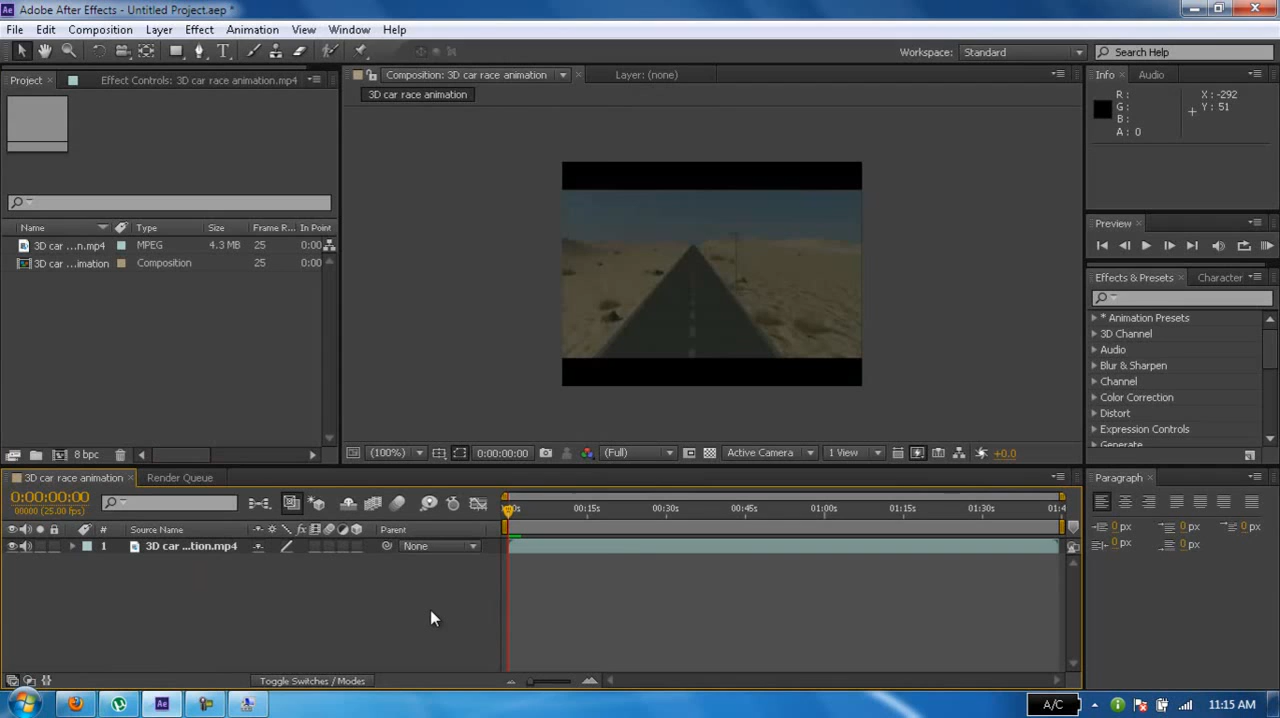 Ae Adobe After Effects - Untitled Project.aep *
File Edit Composition Layer Effect Animation View Window Help
Workspace: Standard Search Help
Project Effect Controls: 3D car race animation.mp4
Composition: 3D car race animation Layer: (none)
3D car race animation
Info Audio
R : X : -292
G : Y : 51
B :
A : 0
Name Type Size Frame R... In Point
3D car ...n.mp4 MPEG 4.3 MB 25 0:00
3D car ...imation Composition 25 0:00
Preview
Effects & Presets Character
* Animation Presets
3D Channel
Audio
Blur & Sharpen
Channel
Color Correction
Distort
Expression Controls
Generate
8 bpc
(100%) 0:00:00:00 (Full) Active Camera 1 View +0.0
3D car race animation Render Queue
Paragraph
0:00:00:00
00000 (25.00 fps)
00:15s 00:30s 00:45s 01:00s 01:15s 01:30s
# Source Name Parent
1 3D car ...tion.mp4 None
0 px 0 px 0 px
0 px 0 px
Toggle Switches / Modes
Ae A/C 11:15 AM